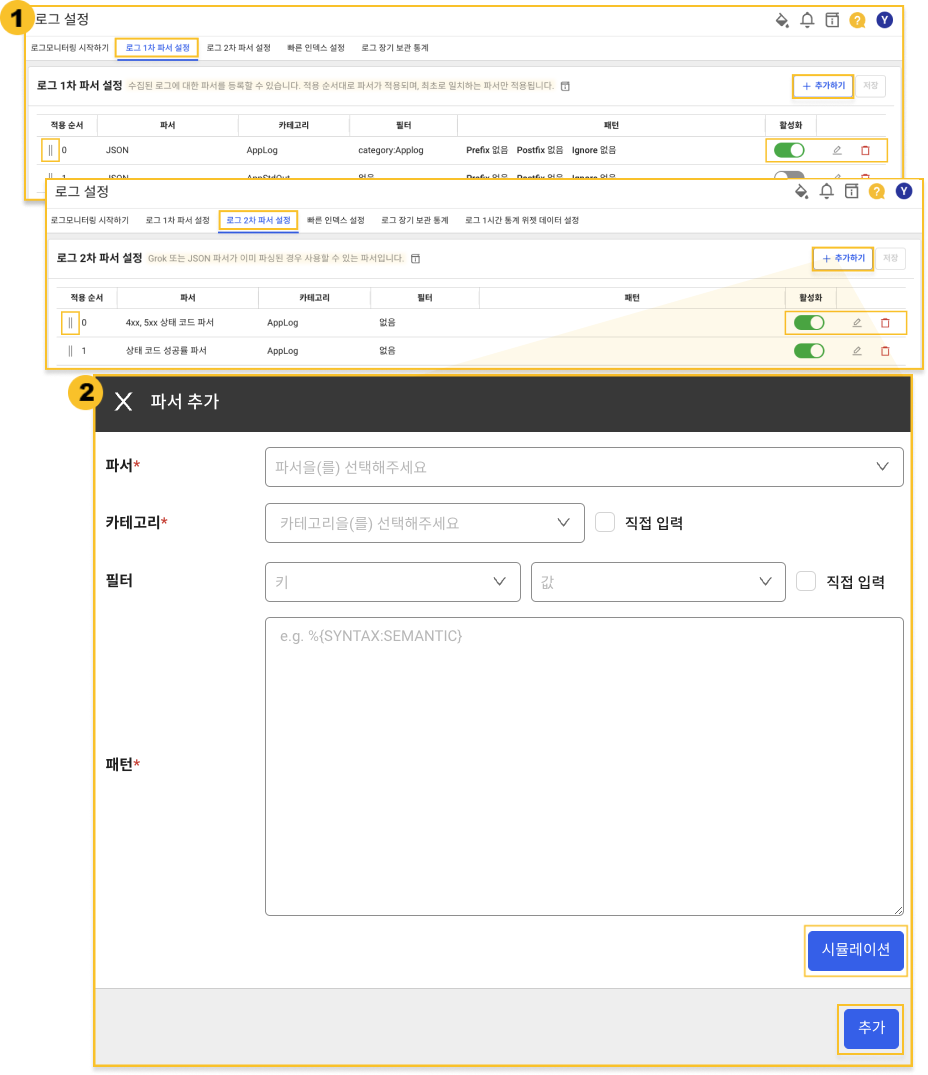 1
로그 설정
Y
로그모니터링 시작하기 로그 1차 파서 설정 로그 2차 파서 설정 빠른 인덱스 설정 로그 장기 보관 통계
로그 1차 파서 설정 수집된 로그에 대한 파서를 등록할 수 있습니다. 적용 순서대로 파서가 적용되며, 최초로 일치하는 파서만 적용됩니다. + 추가하기 저장
적용 순서 파서 카테고리 필터 패턴 활성화
0 JSON AppLog category:Applog Prefix 없음 Postfix 없음 Ignore 없음
1 JSON AppStdOut 없음 Prefix 없음 Postfix 없음 Ignore 없음
로그 설정
Y
로그모니터링 시작하기 로그 1차 파서 설정 로그 2차 파서 설정 빠른 인덱스 설정 로그 장기 보관 통계 로그 1시간 통계 위젯 데이터 설정
로그 2차 파서 설정 Grok 또는 JSON 파서가 이미 파싱된 경우 사용할 수 있는 파서입니다. + 추가하기 저장
적용 순서 파서 카테고리 필터 패턴 활성화
0 4xx, 5xx 상태 코드 파서 AppLog 없음
1 상태 코드 성공률 파서 AppLog 없음
2
파서 추가
파서* 파서을(를) 선택해주세요
카테고리* 카테고리을(를) 선택해주세요 직접 입력
필터 키 값 직접 입력
e.g. %{SYNTAX:SEMANTIC}
패턴*
시뮬레이션
추가